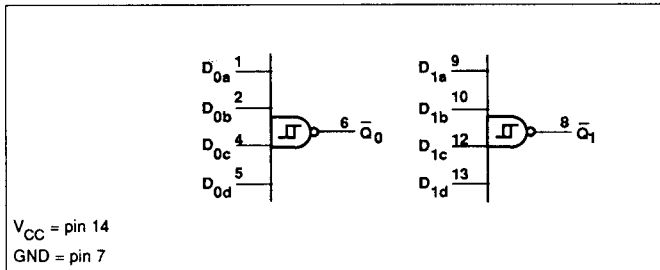 D0a 1
D0b 2
D0c 4
D0d 5
6 Q̅0
D1a 9
D1b 10
D1c 12
D1d 13
8 Q̅1
VCC = pin 14
GND = pin 7